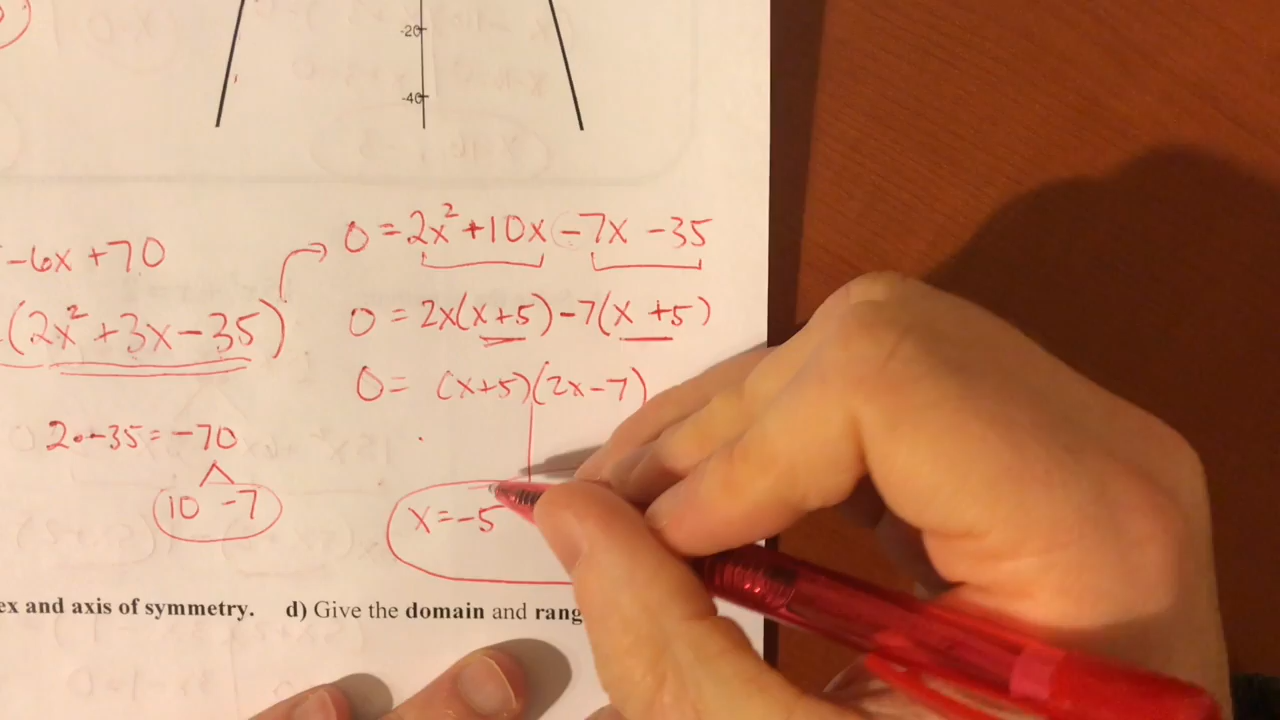 -20
-40
-6x +70
(2x² +3x -35)
2•-35 = -70
10 -7
0 = 2x² +10x -7x -35
0 = 2x(x+5) -7(x +5)
0 = (x+5)(2x-7)
x = -5
ex and axis of symmetry. d) Give the domain and rang